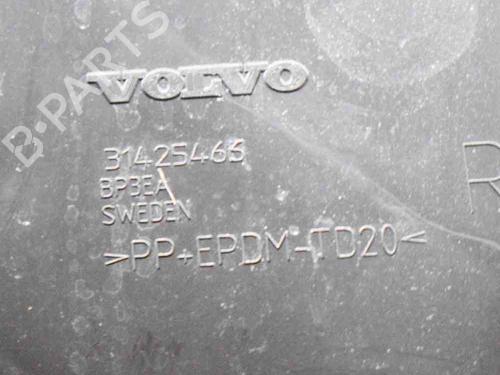 B-PARTS
VOLVO
31425465
BP3EA
SWEDEN
>PP+EPDM-TD20<
R